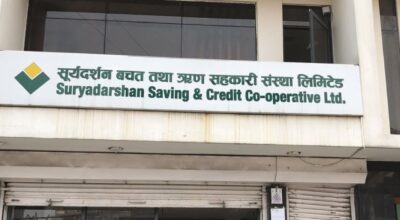 सूर्यदर्शन बचत तथा ऋण सहकारी संस्था लिमिटेड
Suryadarshan Saving & Credit Co-operative Ltd.